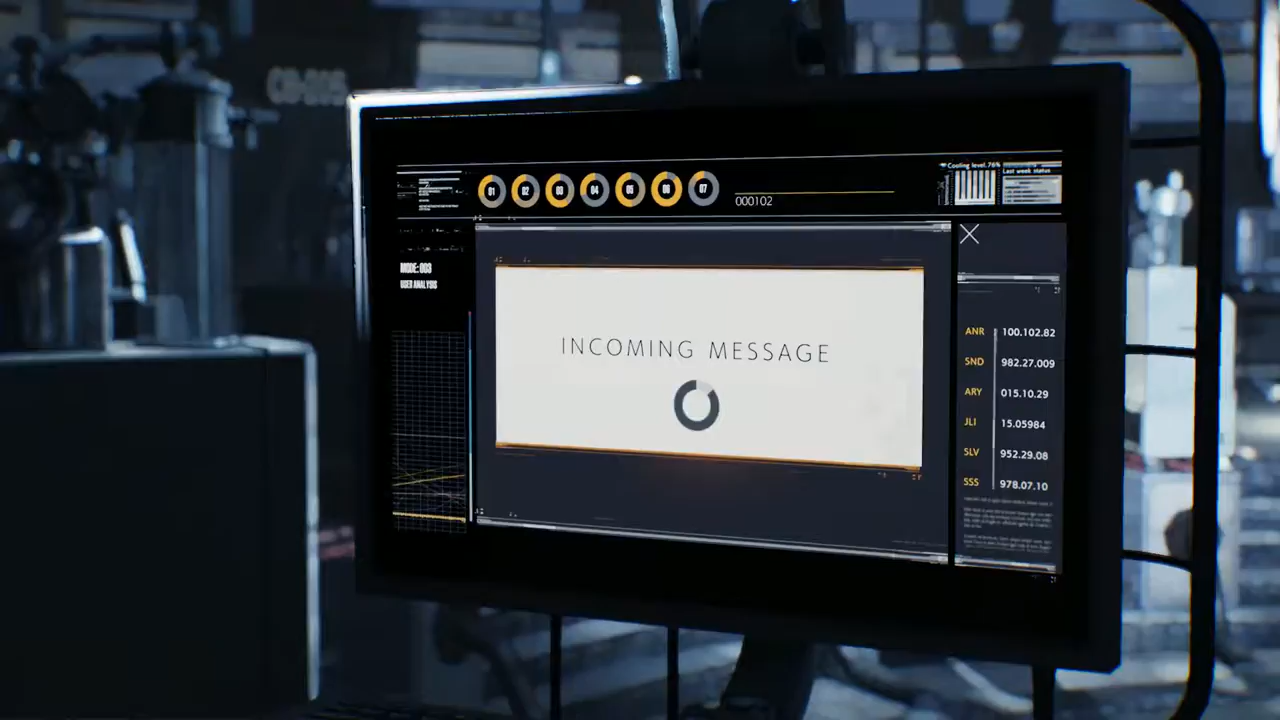 01 02 03 04 05 06 07
000102
Cooling level.76%
Last week status
MODE: 003
USER ANALYSIS
INCOMING MESSAGE
ANR 100.102.82
SND 982.27.009
ARY 015.10.29
JLI 15.05984
SLV 952.29.08
SSS 978.07.10